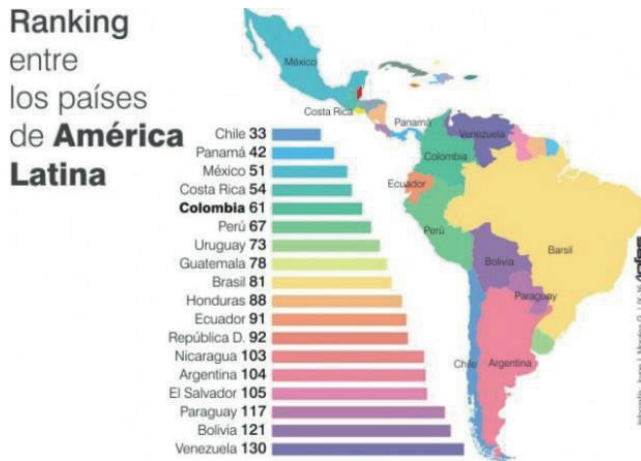 Ranking
entre
los países
de América
Latina
Chile 33
Panamá 42
México 51
Costa Rica 54
Colombia 61
Perú 67
Uruguay 73
Guatemala 78
Brasil 81
Honduras 88
Ecuador 91
República D. 92
Nicaragua 103
Argentina 104
El Salvador 105
Paraguay 117
Bolivia 121
Venezuela 130
México
Costa Rica
Panamá
Venezuela
Colombia
Ecuador
Perú
Barsil
Bolivia
Paraguay
Chile
Argentina